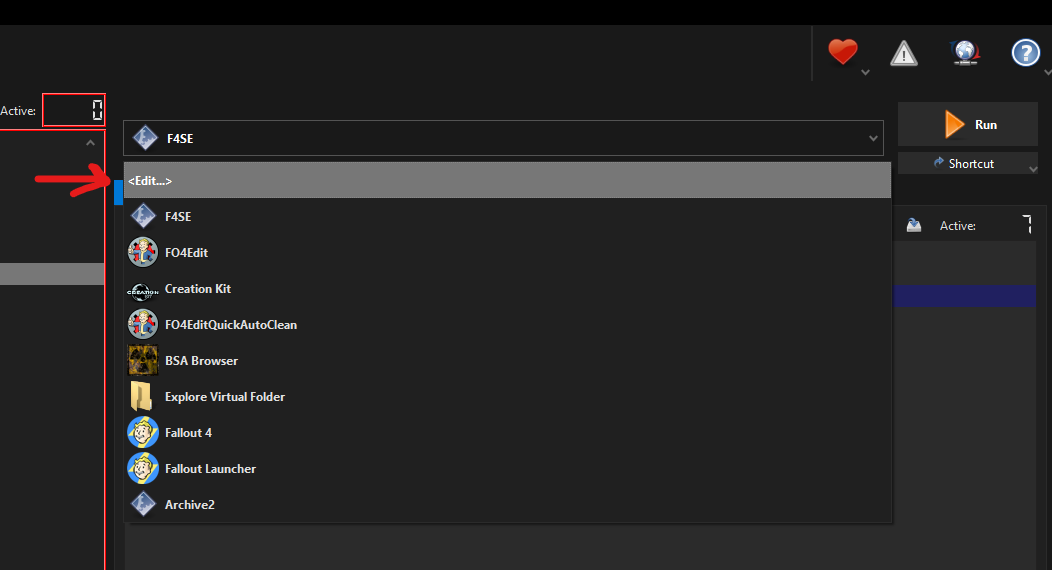 Active: 0
F4SE
Run
Shortcut
<Edit...>
F4SE
Active: 7
FO4Edit
Creation Kit
FO4EditQuickAutoClean
BSA Browser
Explore Virtual Folder
Fallout 4
Fallout Launcher
Archive2